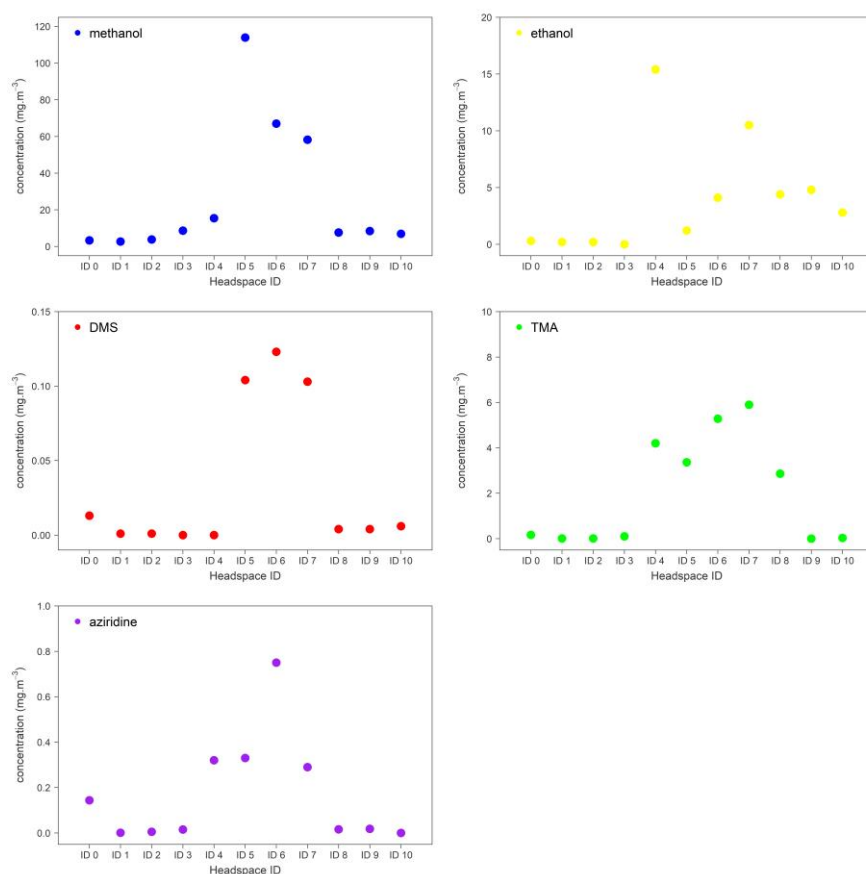 methanol
concentration (mg.m⁻³)
120
100
80
60
40
20
0
ID 0 ID 1 ID 2 ID 3 ID 4 ID 5 ID 6 ID 7 ID 8 ID 9 ID 10
Headspace ID
ethanol
concentration (mg.m⁻³)
20
15
10
5
0
ID 0 ID 1 ID 2 ID 3 ID 4 ID 5 ID 6 ID 7 ID 8 ID 9 ID 10
Headspace ID
DMS
concentration (mg.m⁻³)
0.15
0.10
0.05
0.00
ID 0 ID 1 ID 2 ID 3 ID 4 ID 5 ID 6 ID 7 ID 8 ID 9 ID 10
Headspace ID
TMA
concentration (mg.m⁻³)
10
8
6
4
2
0
ID 0 ID 1 ID 2 ID 3 ID 4 ID 5 ID 6 ID 7 ID 8 ID 9 ID 10
Headspace ID
aziridine
concentration (mg.m⁻³)
1.0
0.8
0.6
0.4
0.2
0.0
ID 0 ID 1 ID 2 ID 3 ID 4 ID 5 ID 6 ID 7 ID 8 ID 9 ID 10
Headspace ID